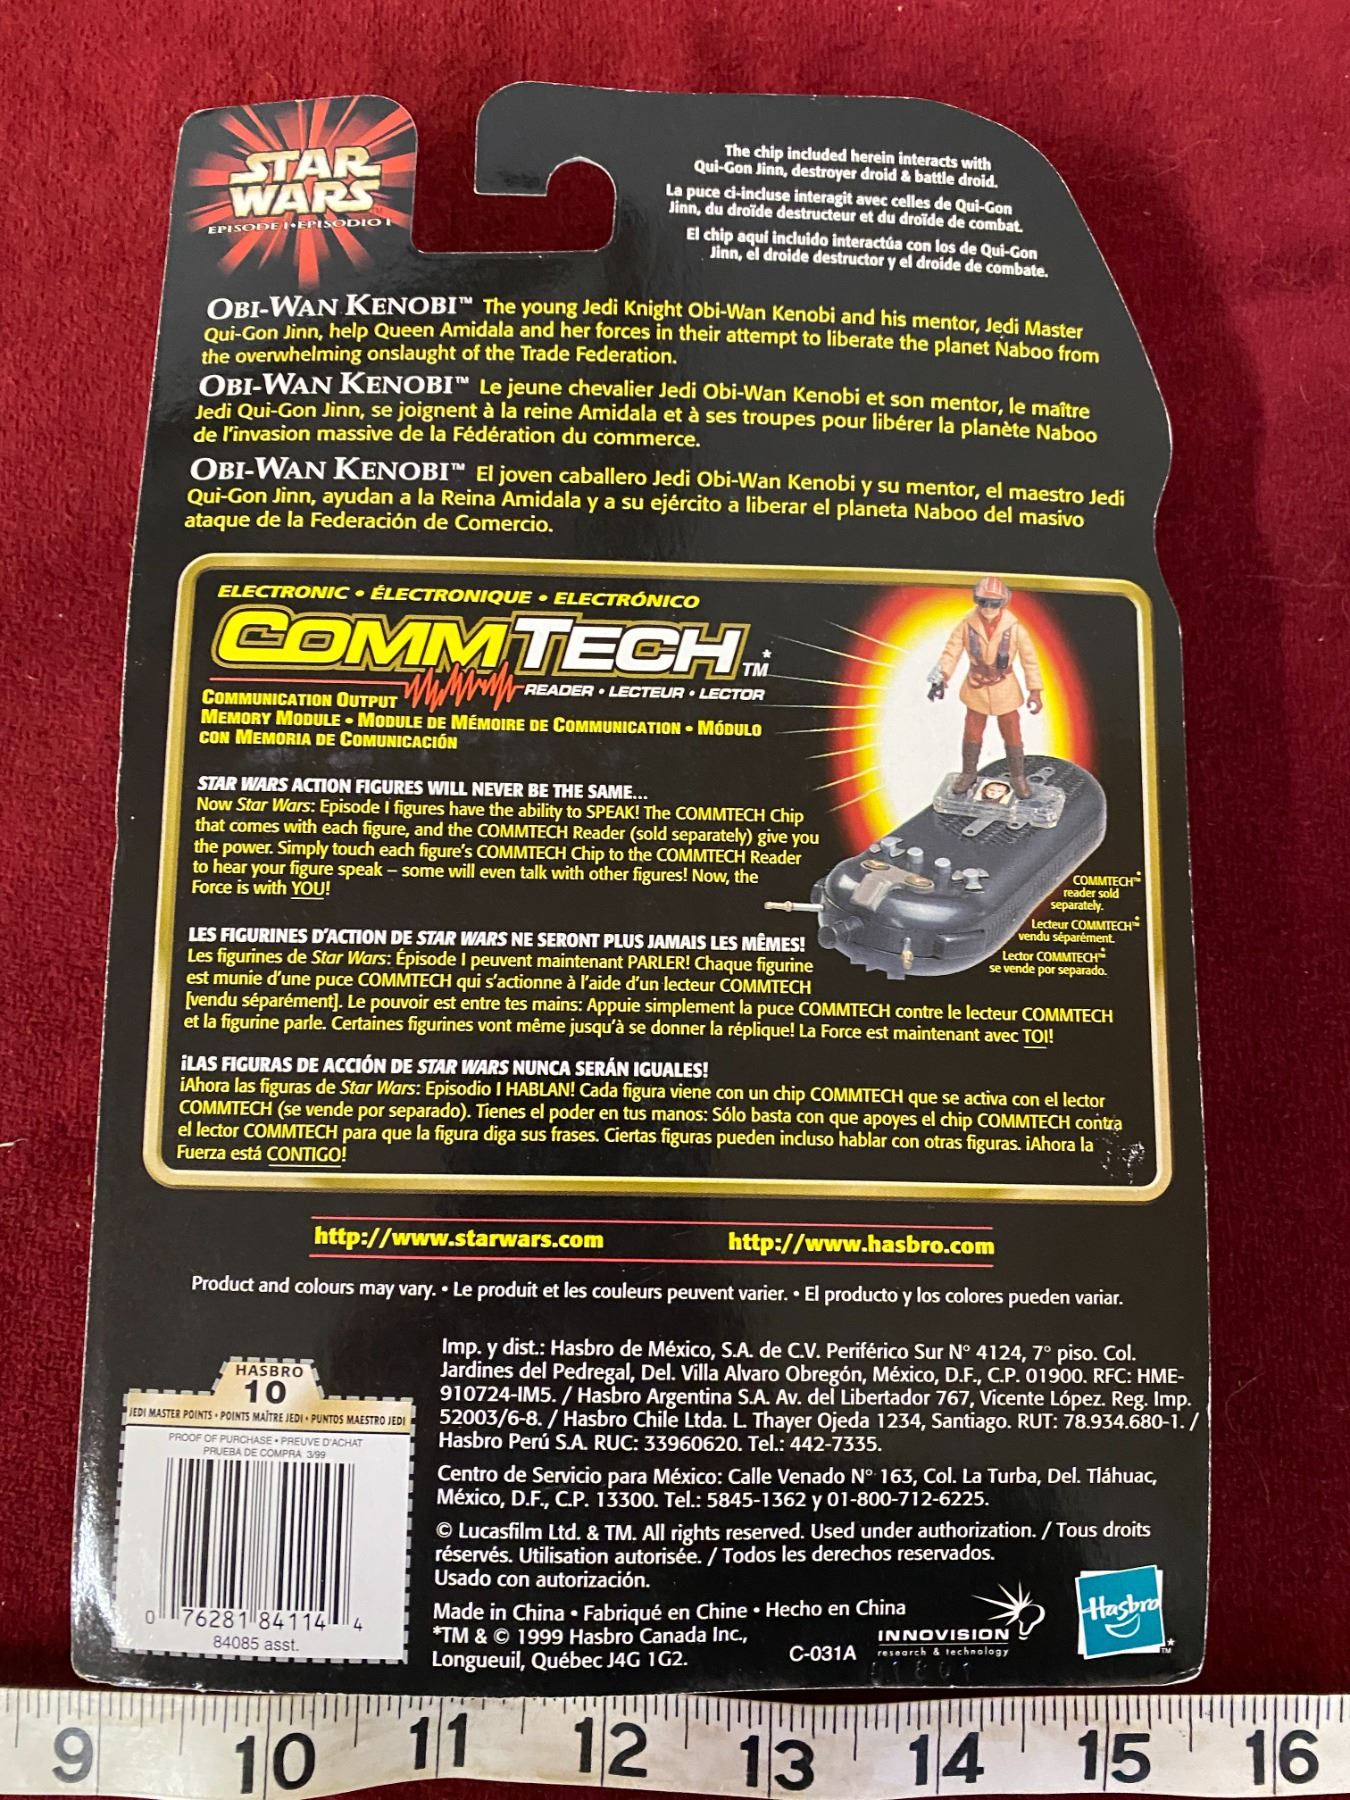 STAR
WARS
EPISODE I • EPISODIO I
The chip included herein interacts with
Qui-Gon Jinn, destroyer droid & battle droid.
La puce ci-incluse interagit avec celles de Qui-Gon
Jinn, du droïde destructeur et du droïde de combat.
El chip aquí incluido interactúa con los de Qui-Gon
Jinn, el droide destructor y el droide de combate.
OBI-WAN KENOBI™ The young Jedi Knight Obi-Wan Kenobi and his mentor, Jedi Master
Qui-Gon Jinn, help Queen Amidala and her forces in their attempt to liberate the planet Naboo from
the overwhelming onslaught of the Trade Federation.
OBI-WAN KENOBI™ Le jeune chevalier Jedi Obi-Wan Kenobi et son mentor, le maître
Jedi Qui-Gon Jinn, se joignent à la reine Amidala et à ses troupes pour libérer la planète Naboo
de l'invasion massive de la Fédération du commerce.
OBI-WAN KENOBI™ El joven caballero Jedi Obi-Wan Kenobi y su mentor, el maestro Jedi
Qui-Gon Jinn, ayudan a la Reina Amidala y a su ejército a liberar el planeta Naboo del masivo
ataque de la Federación de Comercio.
ELECTRONIC • ÉLECTRONIQUE • ELECTRÓNICO
COMMTECH™*
READER • LECTEUR • LECTOR
COMMUNICATION OUTPUT
MEMORY MODULE • MODULE DE MÉMOIRE DE COMMUNICATION • MÓDULO
CON MEMORIA DE COMUNICACIÓN
STAR WARS ACTION FIGURES WILL NEVER BE THE SAME...
Now Star Wars: Episode I figures have the ability to SPEAK! The COMMTECH Chip
that comes with each figure, and the COMMTECH Reader (sold separately) give you
the power. Simply touch each figure's COMMTECH Chip to the COMMTECH Reader
to hear your figure speak – some will even talk with other figures! Now, the
Force is with YOU!
COMMTECH™*
reader sold
separately.
Lecteur COMMTECH™*
vendu séparément.
Lector COMMTECH™*
se vende por separado.
LES FIGURINES D'ACTION DE STAR WARS NE SERONT PLUS JAMAIS LES MÊMES!
Les figurines de Star Wars: Épisode I peuvent maintenant PARLER! Chaque figurine
est munie d'une puce COMMTECH qui s'actionne à l'aide d'un lecteur COMMTECH
[vendu séparément]. Le pouvoir est entre tes mains: Appuie simplement la puce COMMTECH contre le lecteur COMMTECH
et la figurine parle. Certaines figurines vont même jusqu'à se donner la réplique! La Force est maintenant avec TOI!
¡LAS FIGURAS DE ACCIÓN DE STAR WARS NUNCA SERÁN IGUALES!
¡Ahora las figuras de Star Wars: Episodio I HABLAN! Cada figura viene con un chip COMMTECH que se activa con el lector
COMMTECH (se vende por separado). Tienes el poder en tus manos: Sólo basta con que apoyes el chip COMMTECH contra
el lector COMMTECH para que la figura diga sus frases. Ciertas figuras pueden incluso hablar con otras figuras. ¡Ahora la
Fuerza está CONTIGO!
http://www.starwars.com http://www.hasbro.com
Product and colours may vary. • Le produit et les couleurs peuvent varier. • El producto y los colores pueden variar.
Imp. y dist.: Hasbro de México, S.A. de C.V. Periférico Sur N° 4124, 7° piso. Col.
Jardines del Pedregal, Del. Villa Alvaro Obregón, México, D.F., C.P. 01900. RFC: HME-
910724-IM5. / Hasbro Argentina S.A. Av. del Libertador 767, Vicente López. Reg. Imp.
52003/6-8. / Hasbro Chile Ltda. L. Thayer Ojeda 1234, Santiago. RUT: 78.934.680-1. /
Hasbro Perú S.A. RUC: 33960620. Tel.: 442-7335.
Centro de Servicio para México: Calle Venado N° 163, Col. La Turba, Del. Tláhuac,
México, D.F., C.P. 13300. Tel.: 5845-1362 y 01-800-712-6225.
© Lucasfilm Ltd. & TM. All rights reserved. Used under authorization. / Tous droits
réservés. Utilisation autorisée. / Todos les derechos reservados.
Usado con autorización.
Made in China • Fabriqué en Chine • Hecho en China
*TM & © 1999 Hasbro Canada Inc.,
Longueuil, Québec J4G 1G2.
C-031A
INNOVISION
research & technology
Hasbro
™*
HASBRO
10
JEDI MASTER POINTS • POINTS MAÎTRE JEDI • PUNTOS MAESTRO JEDI
PROOF OF PURCHASE • PREUVE D'ACHAT
PRUEBA DE COMPRA 3/99
0 76281 84114 4
84085 asst.
9 10 11 12 13 14 15 16